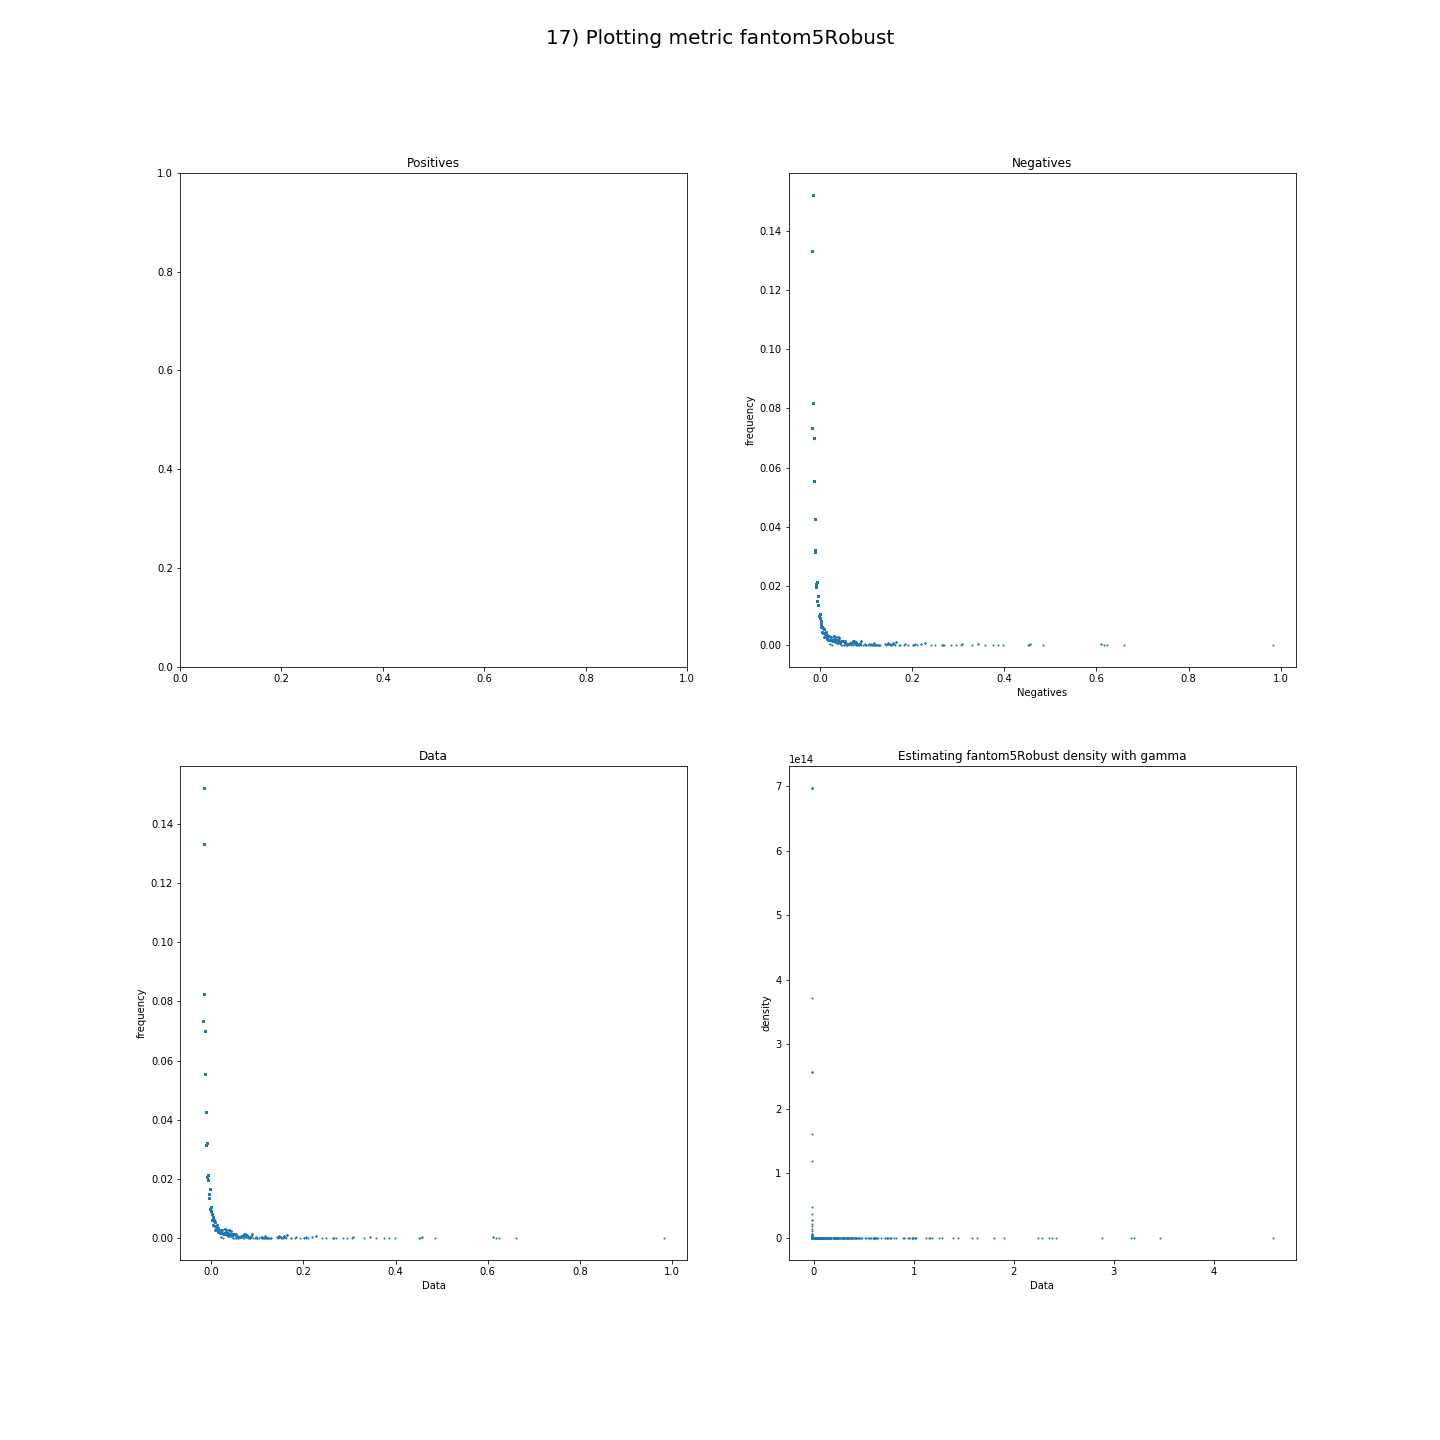 17) Plotting metric fantom5Robust
Positives
1.0
0.8
0.6
0.4
0.2
0.0
0.0 0.2 0.4 0.6 0.8 1.0
Negatives
frequency
0.14
0.12
0.10
0.08
0.06
0.04
0.02
0.00
0.0 0.2 0.4 0.6 0.8 1.0
Negatives
Data
frequency
0.14
0.12
0.10
0.08
0.06
0.04
0.02
0.00
0.0 0.2 0.4 0.6 0.8 1.0
Data
Estimating fantom5Robust density with gamma
1e14
density
7
6
5
4
3
2
1
0
0 1 2 3 4
Data